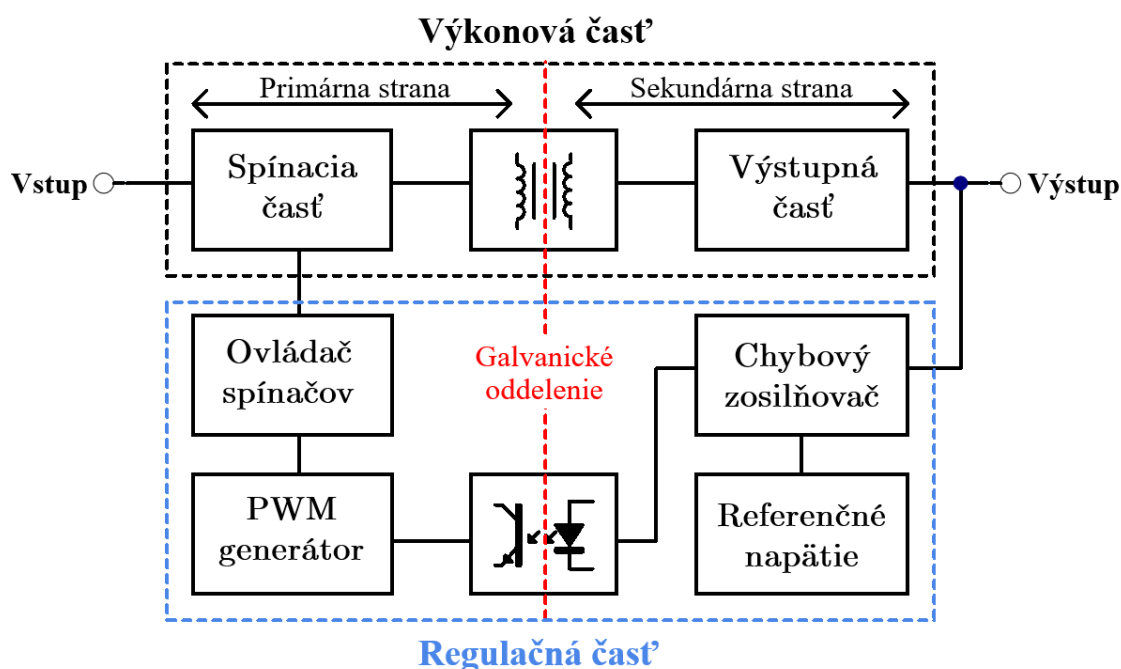 Výkonová časť
Primárna strana
Sekundárna strana
Vstup
Spínacia
časť
Výstupná
časť
Výstup
Ovládač
spínačov
Galvanické
oddelenie
Chybový
zosilňovač
PWM
generátor
Referenčné
napätie
Regulačná časť